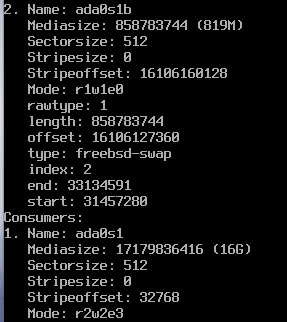 2. Name: ada0s1b
Mediasize: 858783744 (819M)
Sectorsize: 512
Stripesize: 0
Stripeoffset: 16106160128
Mode: r1w1e0
rawtype: 1
length: 858783744
offset: 16106127360
type: freebsd-swap
index: 2
end: 33134591
start: 31457280
Consumers:
1. Name: ada0s1
Mediasize: 17179836416 (16G)
Sectorsize: 512
Stripesize: 0
Stripeoffset: 32768
Mode: r2w2e3